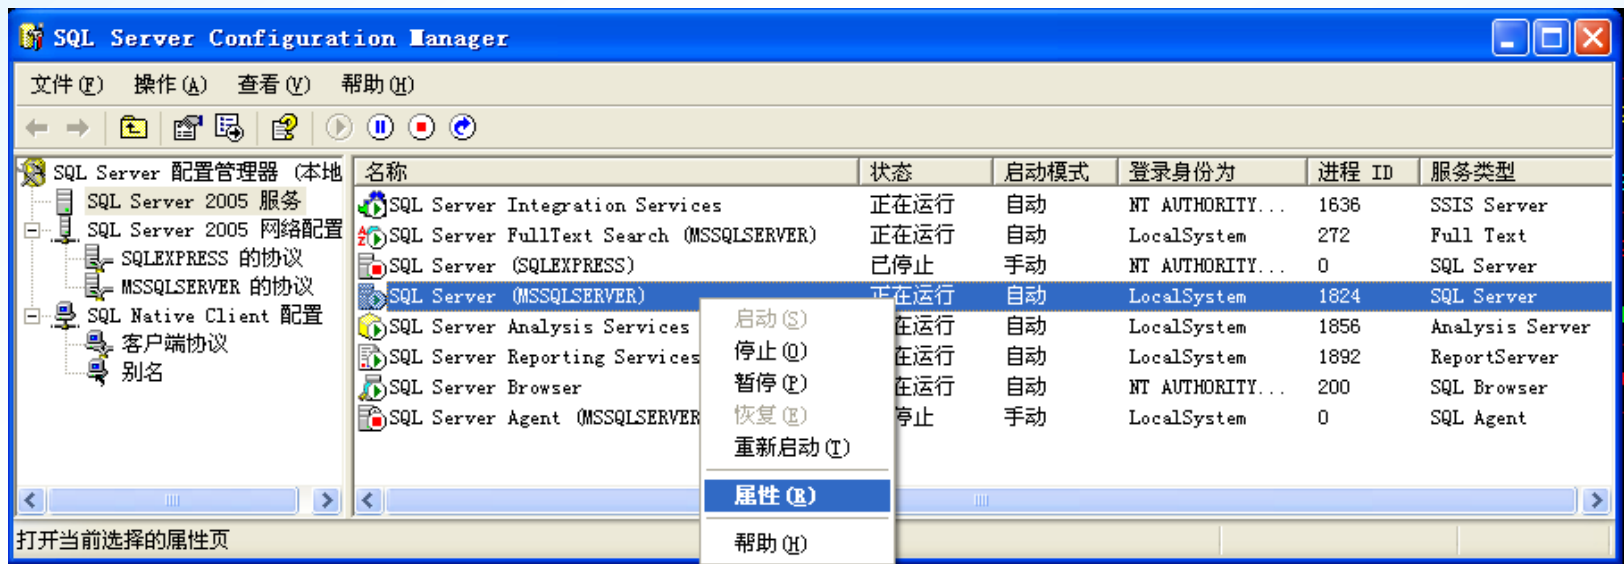 SQL Server Configuration Manager
文件(F) 操作(A) 查看(V) 帮助(H)
SQL Server 配置管理器 (本地
SQL Server 2005 服务
SQL Server 2005 网络配置
SQLEXPRESS 的协议
MSSQLSERVER 的协议
SQL Native Client 配置
客户端协议
别名
名称 状态 启动模式 登录身份为 进程 ID 服务类型
SQL Server Integration Services 正在运行 自动 NT AUTHORITY... 1636 SSIS Server
SQL Server FullText Search (MSSQLSERVER) 正在运行 自动 LocalSystem 272 Full Text
SQL Server (SQLEXPRESS) 已停止 手动 NT AUTHORITY... 0 SQL Server
SQL Server (MSSQLSERVER) 正在运行 自动 LocalSystem 1824 SQL Server
SQL Server Analysis Services 在运行 自动 LocalSystem 1856 Analysis Server
SQL Server Reporting Services 在运行 自动 LocalSystem 1892 ReportServer
SQL Server Browser 在运行 自动 NT AUTHORITY... 200 SQL Browser
SQL Server Agent (MSSQLSERVER 停止 手动 LocalSystem 0 SQL Agent
启动(S)
停止(O)
暂停(P)
恢复(E)
重新启动(T)
属性(R)
帮助(H)
打开当前选择的属性页